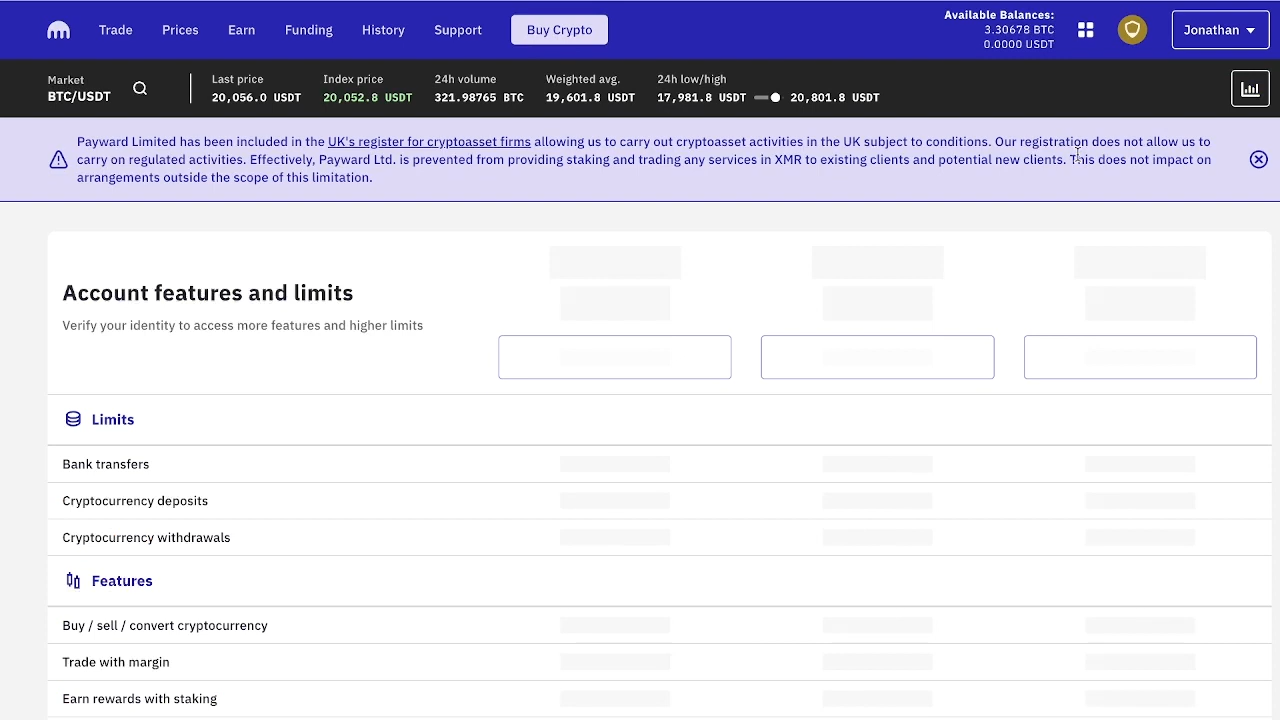 Trade Prices Earn Funding History Support Buy Crypto
Available Balances:
3.30678 BTC
0.0000 USDT
Jonathan
Market
BTC/USDT
Last price
20,056.0 USDT
Index price
20,052.8 USDT
24h volume
321.98765 BTC
Weighted avg.
19,601.8 USDT
24h low/high
17,981.8 USDT 20,801.8 USDT
Payward Limited has been included in the UK's register for cryptoasset firms allowing us to carry out cryptoasset activities in the UK subject to conditions. Our registration does not allow us to
carry on regulated activities. Effectively, Payward Ltd. is prevented from providing staking and trading any services in XMR to existing clients and potential new clients. This does not impact on
arrangements outside the scope of this limitation.
Account features and limits
Verify your identity to access more features and higher limits
Limits
Bank transfers
Cryptocurrency deposits
Cryptocurrency withdrawals
Features
Buy / sell / convert cryptocurrency
Trade with margin
Earn rewards with staking